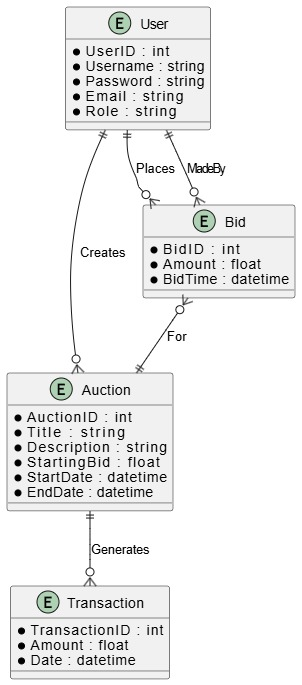 E User
UserID : int
Username : string
Password : string
Email : string
Role : string
Places
MadeBy
E Bid
BidID : int
Amount : float
BidTime : datetime
Creates
For
E Auction
AuctionID : int
Title : string
Description : string
StartingBid : float
StartDate : datetime
EndDate : datetime
Generates
E Transaction
TransactionID : int
Amount : float
Date : datetime